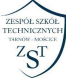 ZESPÓŁ SZKÓŁ
TECHNICZNYCH
TARNÓW - MOŚCICE
ZST